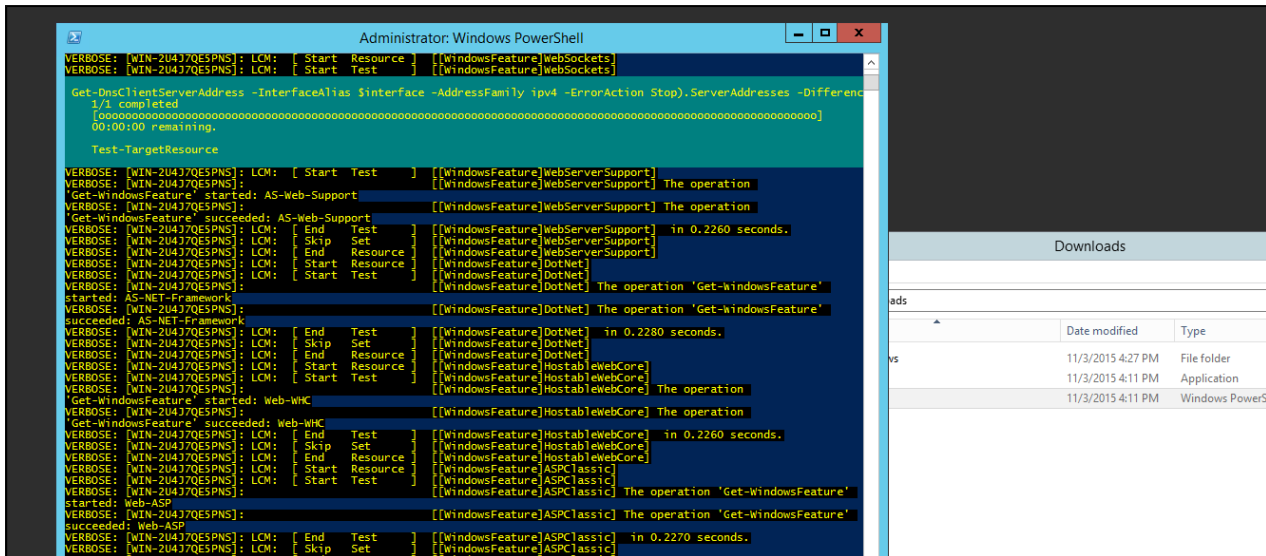 Administrator: Windows PowerShell
VERBOSE: [WIN-2U4J7QE5PNS]: LCM:  [ Start  Resource ]  [[WindowsFeature]WebSockets]
VERBOSE: [WIN-2U4J7QE5PNS]: LCM:  [ Start  Test     ]  [[WindowsFeature]WebSockets]
Get-DnsClientServerAddress -InterfaceAlias $interface -AddressFamily ipv4 -ErrorAction Stop).ServerAddresses -Differenc
1/1 completed
[oooooooooooooooooooooooooooooooooooooooooooooooooooooooooooooooooooooooooooooooooooooooooooooooooooooooooooo]
00:00:00 remaining.
Test-TargetResource
VERBOSE: [WIN-2U4J7QE5PNS]: LCM:  [ Start  Test     ]  [[WindowsFeature]WebServerSupport]
VERBOSE: [WIN-2U4J7QE5PNS]:                            [[WindowsFeature]WebServerSupport] The operation
'Get-WindowsFeature' started: AS-Web-Support
VERBOSE: [WIN-2U4J7QE5PNS]:                            [[WindowsFeature]WebServerSupport] The operation
'Get-WindowsFeature' succeeded: AS-Web-Support
VERBOSE: [WIN-2U4J7QE5PNS]: LCM:  [ End    Test     ]  [[WindowsFeature]WebServerSupport]  in 0.2260 seconds.
VERBOSE: [WIN-2U4J7QE5PNS]: LCM:  [ Skip   Set      ]  [[WindowsFeature]WebServerSupport]
VERBOSE: [WIN-2U4J7QE5PNS]: LCM:  [ End    Resource ]  [[WindowsFeature]WebServerSupport]
VERBOSE: [WIN-2U4J7QE5PNS]: LCM:  [ Start  Resource ]  [[WindowsFeature]DotNet]
VERBOSE: [WIN-2U4J7QE5PNS]: LCM:  [ Start  Test     ]  [[WindowsFeature]DotNet]
VERBOSE: [WIN-2U4J7QE5PNS]:                            [[WindowsFeature]DotNet] The operation 'Get-WindowsFeature'
started: AS-NET-Framework
VERBOSE: [WIN-2U4J7QE5PNS]:                            [[WindowsFeature]DotNet] The operation 'Get-WindowsFeature'
succeeded: AS-NET-Framework
VERBOSE: [WIN-2U4J7QE5PNS]: LCM:  [ End    Test     ]  [[WindowsFeature]DotNet]  in 0.2280 seconds.
VERBOSE: [WIN-2U4J7QE5PNS]: LCM:  [ Skip   Set      ]  [[WindowsFeature]DotNet]
VERBOSE: [WIN-2U4J7QE5PNS]: LCM:  [ End    Resource ]  [[WindowsFeature]DotNet]
VERBOSE: [WIN-2U4J7QE5PNS]: LCM:  [ Start  Resource ]  [[WindowsFeature]HostableWebCore]
VERBOSE: [WIN-2U4J7QE5PNS]: LCM:  [ Start  Test     ]  [[WindowsFeature]HostableWebCore]
VERBOSE: [WIN-2U4J7QE5PNS]:                            [[WindowsFeature]HostableWebCore] The operation
'Get-WindowsFeature' started: Web-WHC
VERBOSE: [WIN-2U4J7QE5PNS]:                            [[WindowsFeature]HostableWebCore] The operation
'Get-WindowsFeature' succeeded: Web-WHC
VERBOSE: [WIN-2U4J7QE5PNS]: LCM:  [ End    Test     ]  [[WindowsFeature]HostableWebCore]  in 0.2260 seconds.
VERBOSE: [WIN-2U4J7QE5PNS]: LCM:  [ Skip   Set      ]  [[WindowsFeature]HostableWebCore]
VERBOSE: [WIN-2U4J7QE5PNS]: LCM:  [ End    Resource ]  [[WindowsFeature]HostableWebCore]
VERBOSE: [WIN-2U4J7QE5PNS]: LCM:  [ Start  Resource ]  [[WindowsFeature]ASPClassic]
VERBOSE: [WIN-2U4J7QE5PNS]: LCM:  [ Start  Test     ]  [[WindowsFeature]ASPClassic]
VERBOSE: [WIN-2U4J7QE5PNS]:                            [[WindowsFeature]ASPClassic] The operation 'Get-WindowsFeature'
started: Web-ASP
VERBOSE: [WIN-2U4J7QE5PNS]:                            [[WindowsFeature]ASPClassic] The operation 'Get-WindowsFeature'
succeeded: Web-ASP
VERBOSE: [WIN-2U4J7QE5PNS]: LCM:  [ End    Test     ]  [[WindowsFeature]ASPClassic]  in 0.2270 seconds.
VERBOSE: [WIN-2U4J7QE5PNS]: LCM:  [ Skip   Set      ]  [[WindowsFeature]ASPClassic]
Downloads
ads
Date modified Type
ws 11/3/2015 4:27 PM File folder
11/3/2015 4:11 PM Application
11/3/2015 4:11 PM Windows PowerS